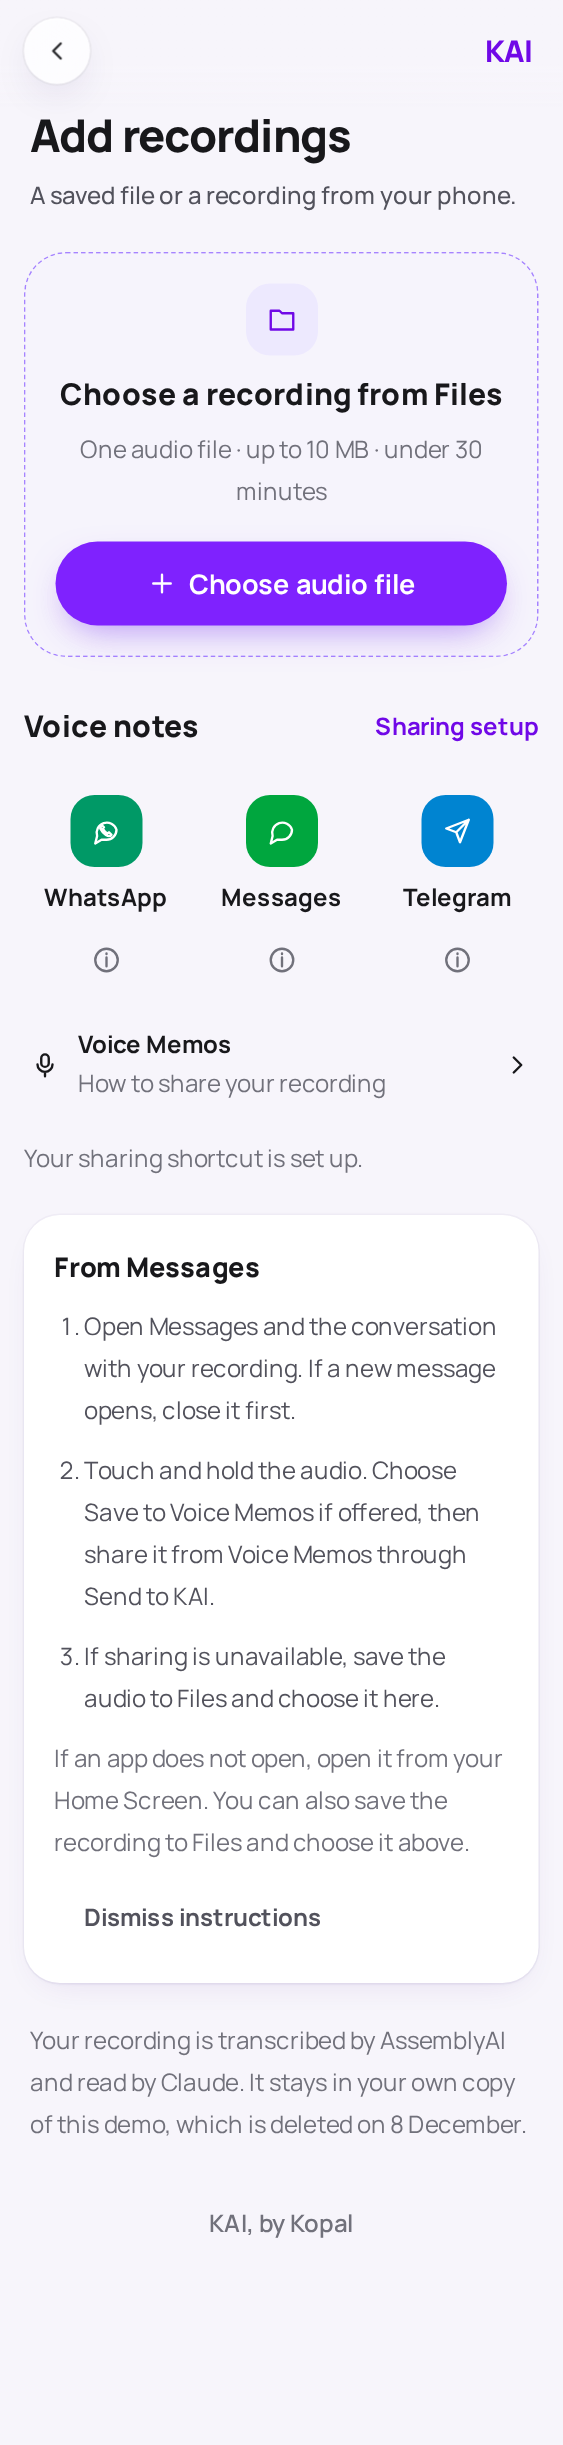 KAI
Add recordings
A saved file or a recording from your phone.
Choose a recording from Files
One audio file · up to 10 MB · under 30
minutes
Choose audio file
Voice notes
Sharing setup
WhatsApp
Messages
Telegram
Voice Memos
How to share your recording
Your sharing shortcut is set up.
From Messages
1. Open Messages and the conversation
with your recording. If a new message
opens, close it first.
2. Touch and hold the audio. Choose
Save to Voice Memos if offered, then
share it from Voice Memos through
Send to KAI.
3. If sharing is unavailable, save the
audio to Files and choose it here.
If an app does not open, open it from your
Home Screen. You can also save the
recording to Files and choose it above.
Dismiss instructions
Your recording is transcribed by AssemblyAI
and read by Claude. It stays in your own copy
of this demo, which is deleted on 8 December.
KAI, by Kopal